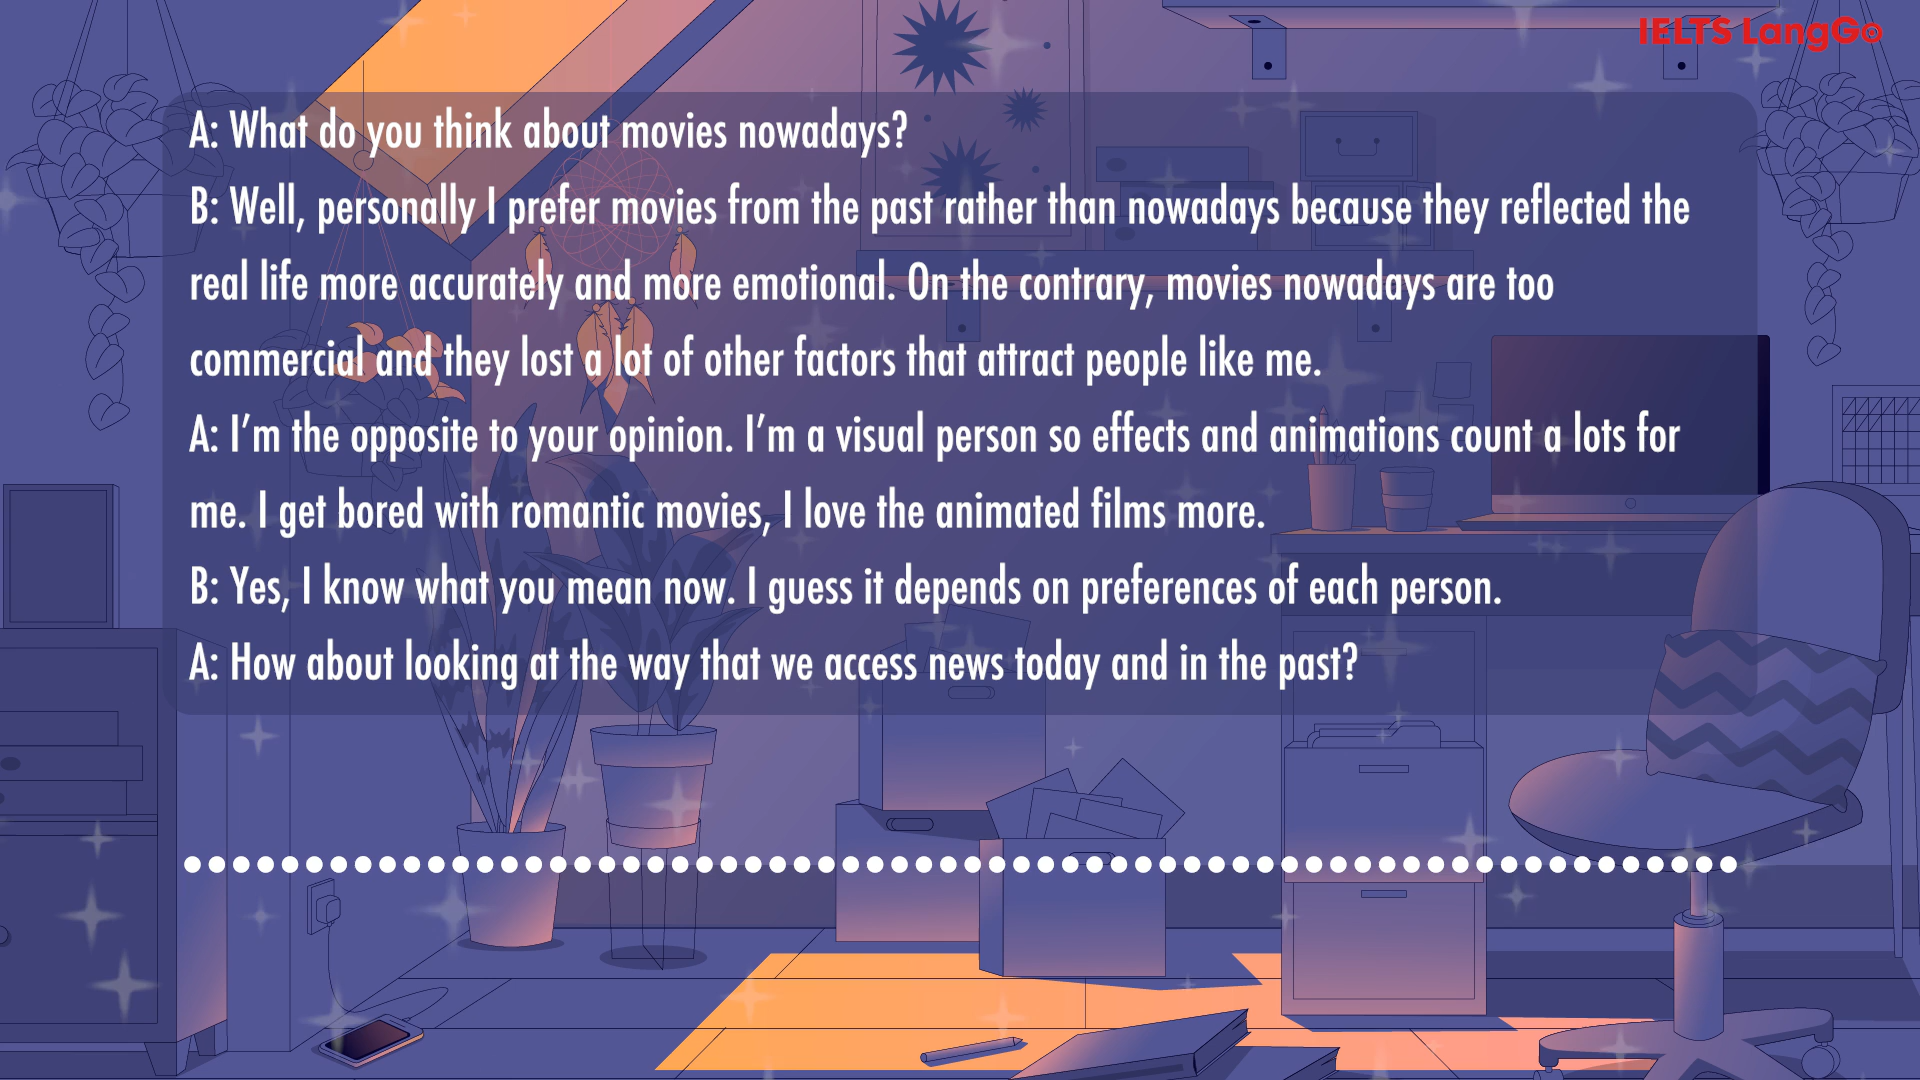 IELTS LangGo
A: What do you think about movies nowadays?
B: Well, personally I prefer movies from the past rather than nowadays because they reflected the
real life more accurately and more emotional. On the contrary, movies nowadays are too
commercial and they lost a lot of other factors that attract people like me.
A: I’m the opposite to your opinion. I’m a visual person so effects and animations count a lots for
me. I get bored with romantic movies, I love the animated films more.
B: Yes, I know what you mean now. I guess it depends on preferences of each person.
A: How about looking at the way that we access news today and in the past?